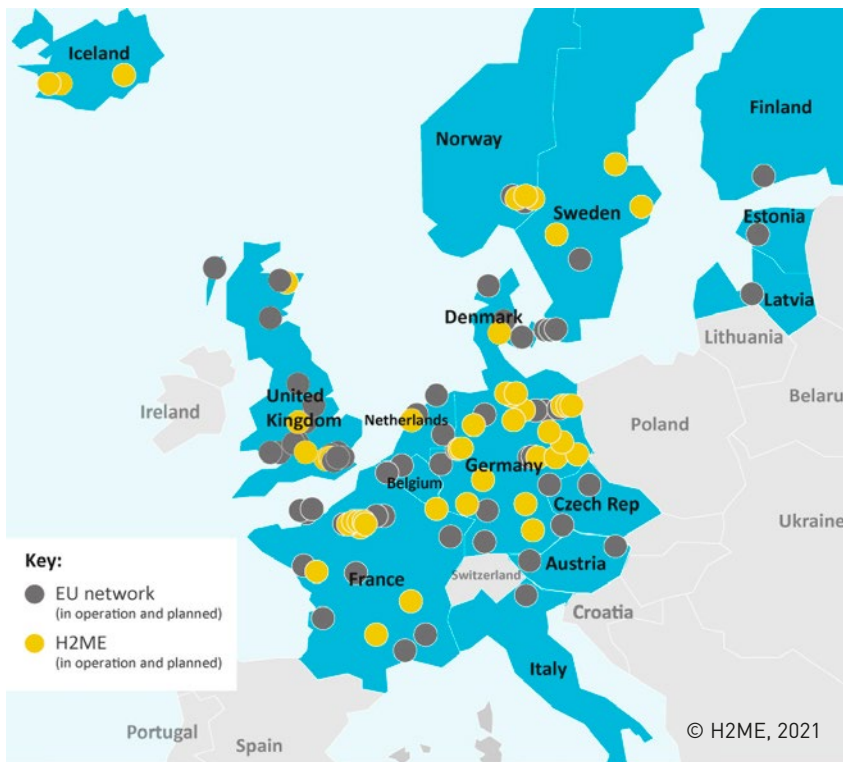 Iceland
Finland
Norway
Sweden
Estonia
Latvia
Denmark
Lithuania
United
Kingdom
Ireland
Netherlands
Poland
Belaru
Germany
Belgium
Czech Rep
Ukraine
Austria
Switzerland
France
Croatia
Italy
Portugal
Spain
Key:
EU network
(in operation and planned)
H2ME
(in operation and planned)
© H2ME, 2021